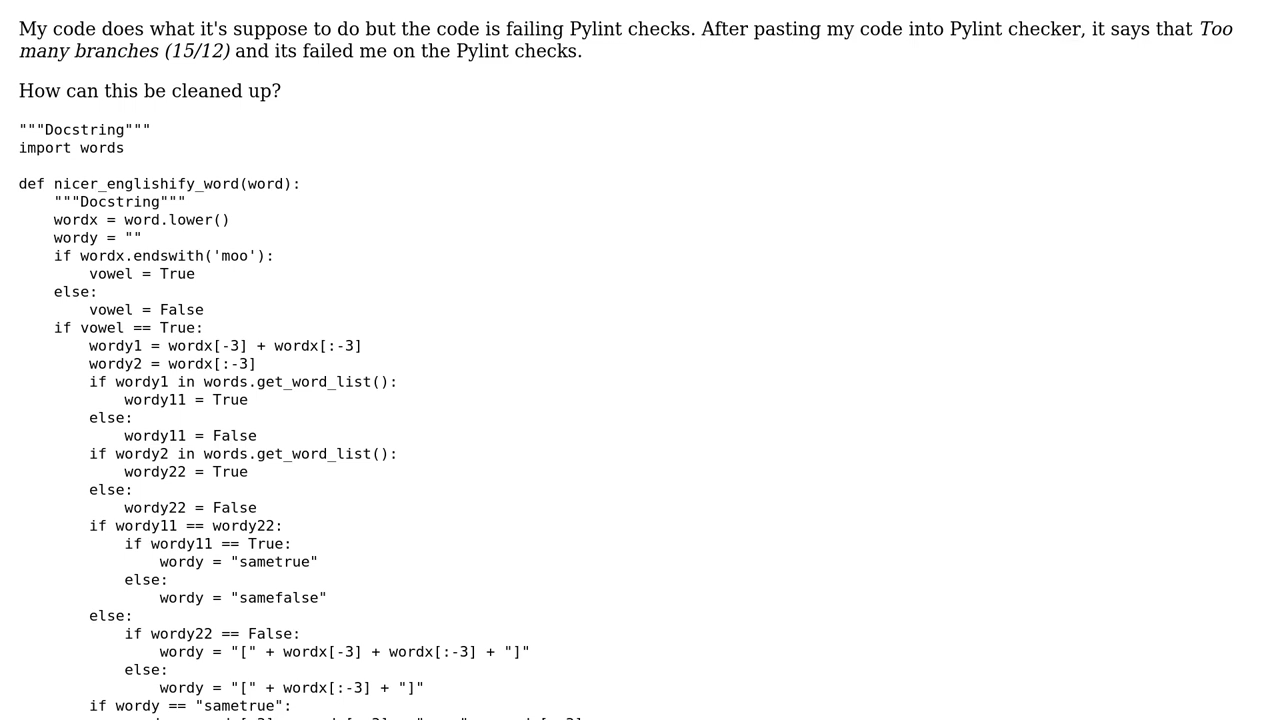 My code does what it's suppose to do but the code is failing Pylint checks. After pasting my code into Pylint checker, it says that Too
many branches (15/12) and its failed me on the Pylint checks.
How can this be cleaned up?
"""Docstring"""
import words
def nicer_englishify_word(word):
    """Docstring"""
    wordx = word.lower()
    wordy = ""
    if wordx.endswith('moo'):
        vowel = True
    else:
        vowel = False
    if vowel == True:
        wordy1 = wordx[-3] + wordx[:-3]
        wordy2 = wordx[:-3]
        if wordy1 in words.get_word_list():
            wordy11 = True
        else:
            wordy11 = False
        if wordy2 in words.get_word_list():
            wordy22 = True
        else:
            wordy22 = False
        if wordy11 == wordy22:
            if wordy11 == True:
                wordy = "sametrue"
            else:
                wordy = "samefalse"
        else:
            if wordy22 == False:
                wordy = "[" + wordx[-3] + wordx[:-3] + "]"
            else:
                wordy = "[" + wordx[:-3] + "]"
        if wordy == "sametrue":